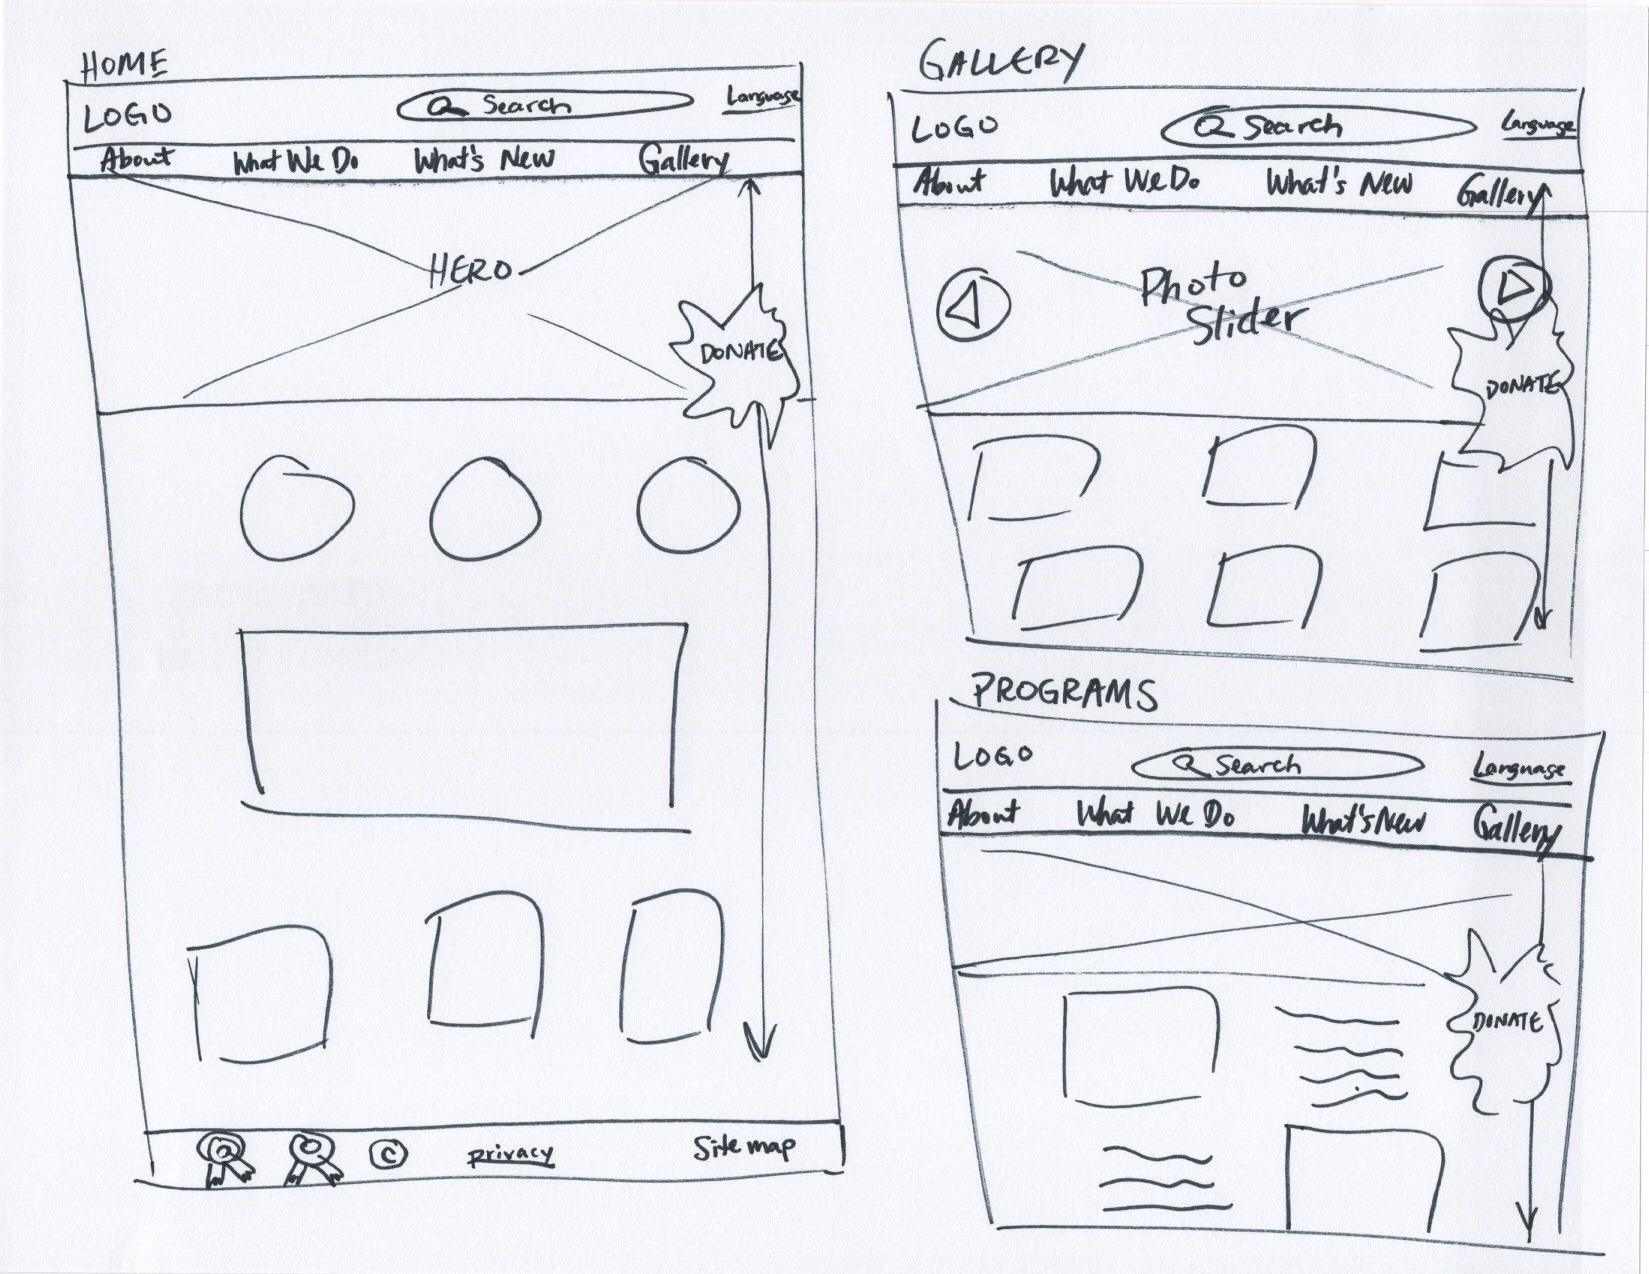 HOME
LOGO
Search
Language
About What We Do What's New Gallery
HERO
DONATE
© privacy Site map
GALLERY
LOGO
Search
Language
About What We Do What's New Gallery
Photo
Slider
DONATE
PROGRAMS
LOGO
Search
Language
About What We Do What's New Gallery
DONATE